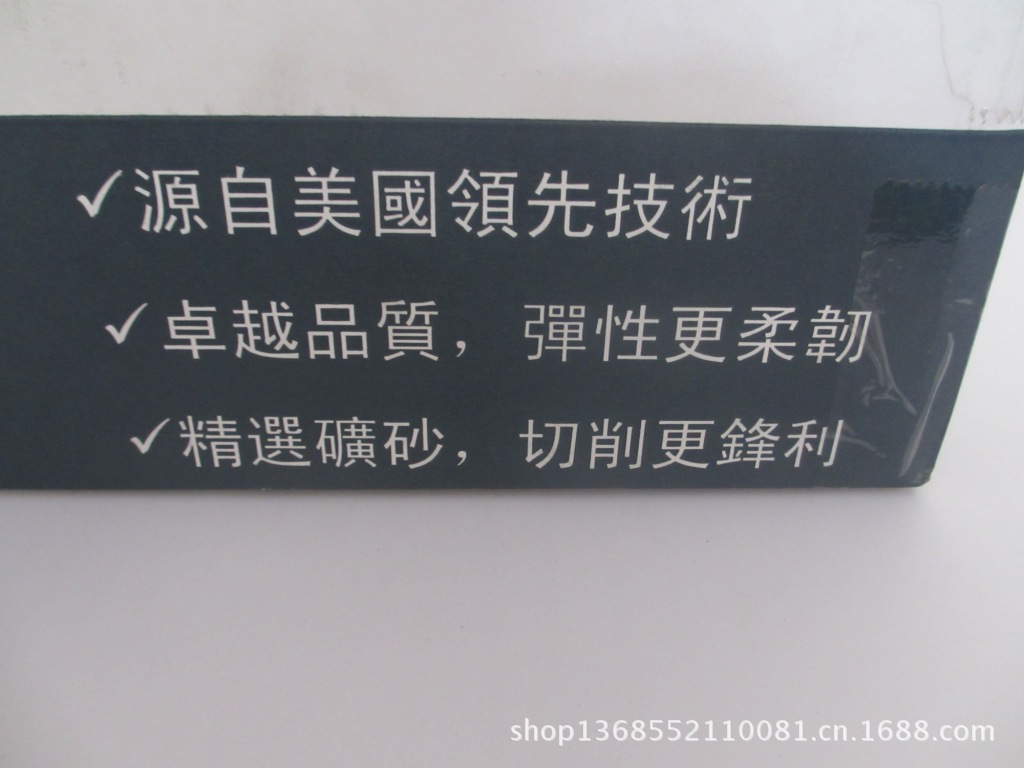 ✓源自美國領先技術
✓卓越品質，彈性更柔韌
✓精選礦砂，切削更鋒利
shop1368552110081.cn.1688.com